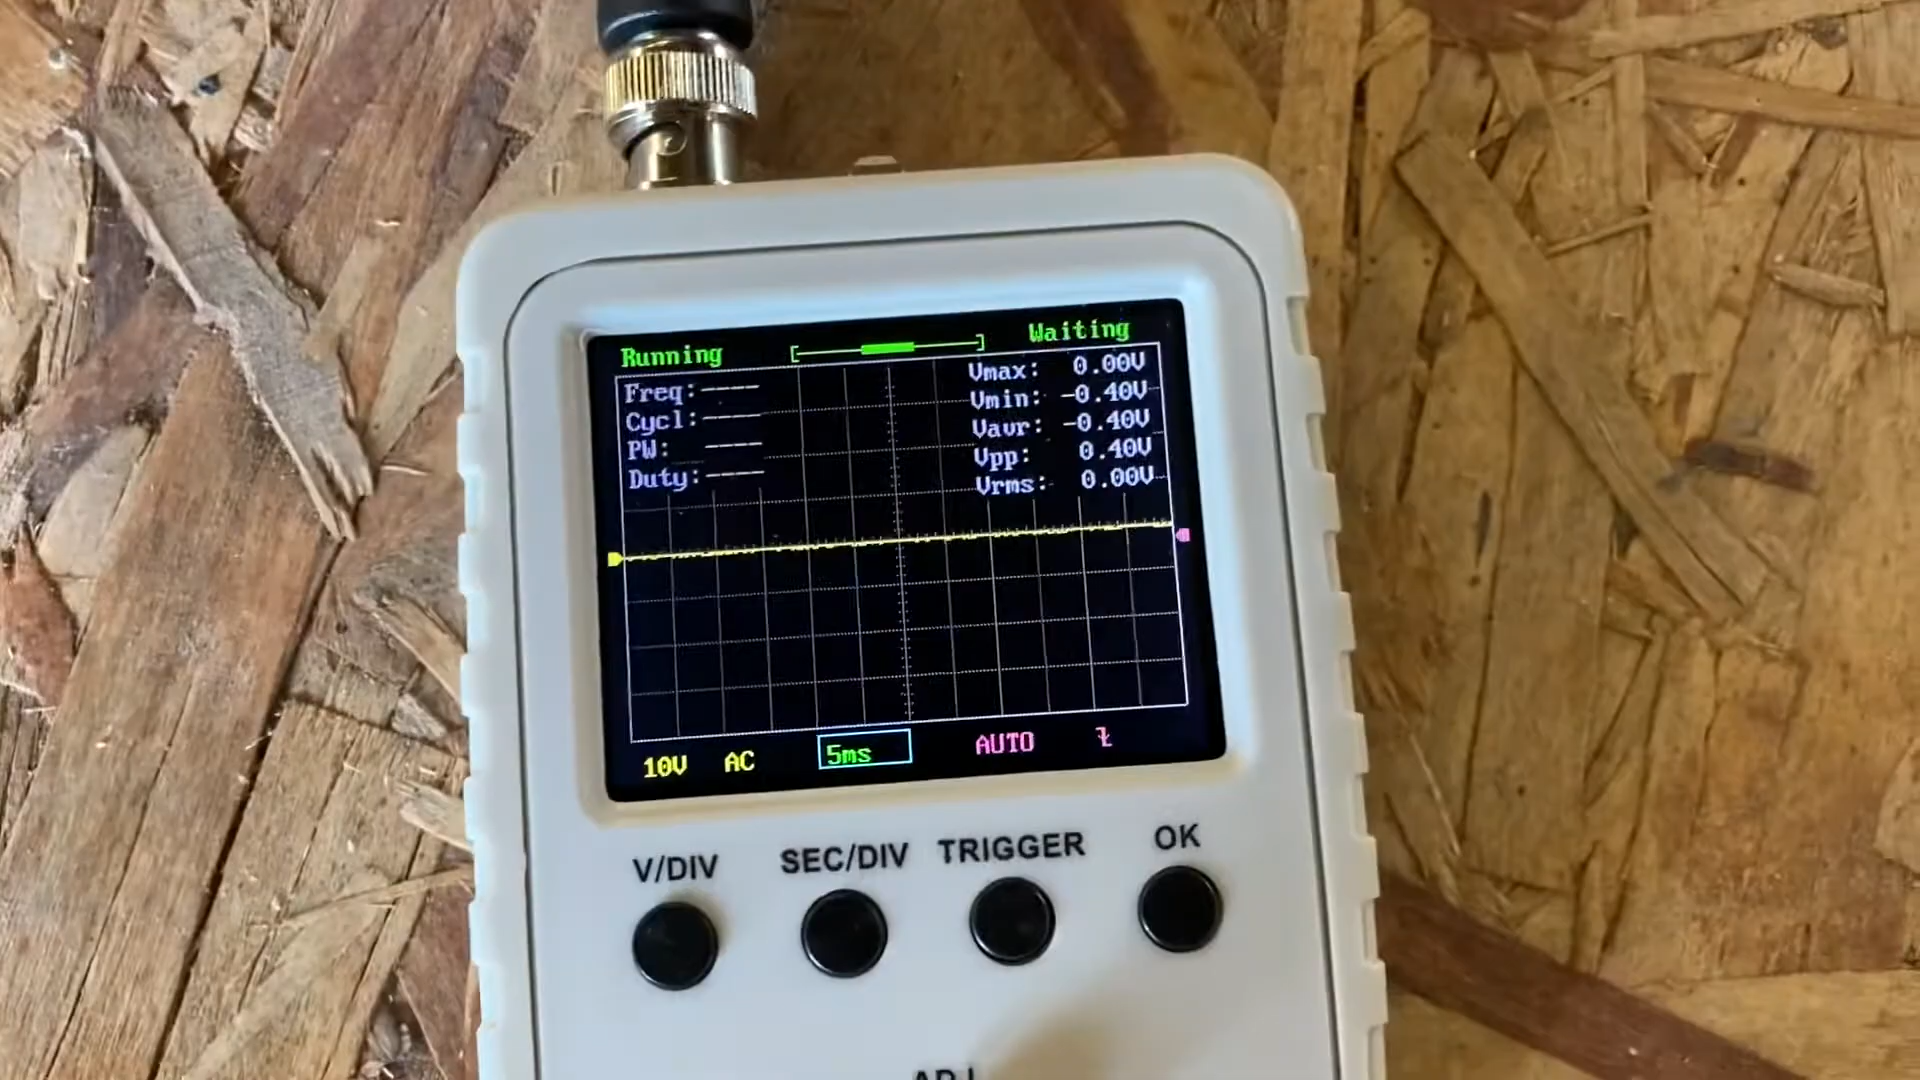 Running Waiting
Freq:---- Vmax: 0.00V
Cycl:---- Vmin: -0.40V
PW: ---- Vavr: -0.40V
Duty:---- Vpp: 0.40V
Vrms: 0.00V
10V AC 5ms AUTO
V/DIV SEC/DIV TRIGGER OK
ADJ